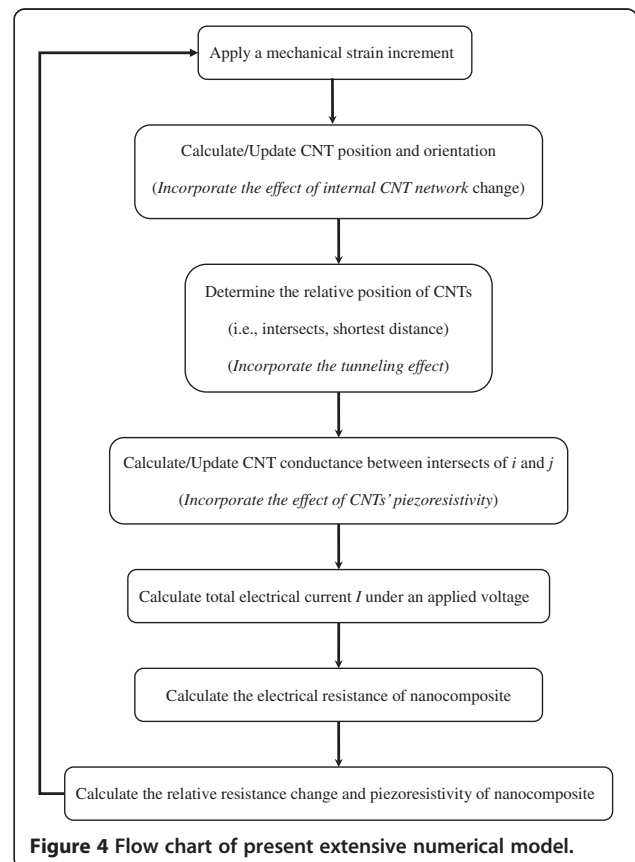 Apply a mechanical strain increment
Calculate/Update CNT position and orientation
(Incorporate the effect of internal CNT network change)
Determine the relative position of CNTs
(i.e., intersects, shortest distance)
(Incorporate the tunneling effect)
Calculate/Update CNT conductance between intersects of i and j
(Incorporate the effect of CNTs' piezoresistivity)
Calculate total electrical current I under an applied voltage
Calculate the electrical resistance of nanocomposite
Calculate the relative resistance change and piezoresistivity of nanocomposite
Figure 4 Flow chart of present extensive numerical model.